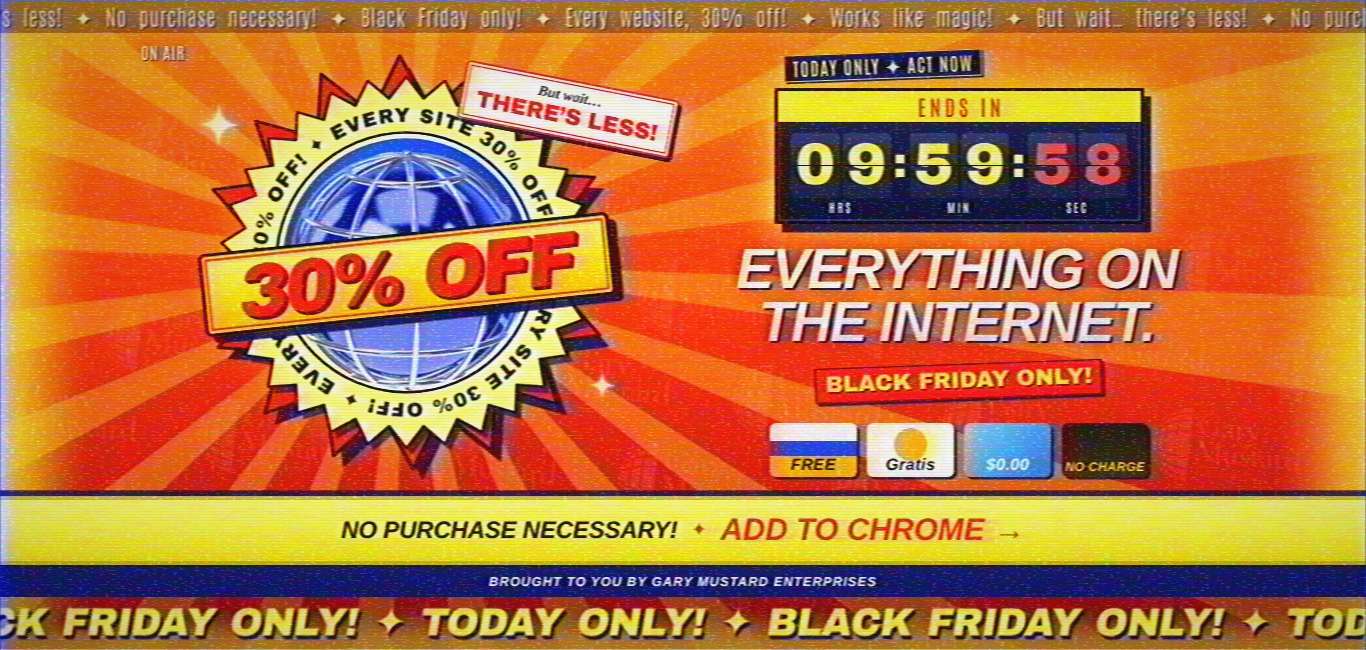 s less! ✦ No purchase necessary! ✦ Black Friday only! ✦ Every website, 30% off! ✦ Works like magic! ✦ But wait… there's less! ✦ No purch
ON AIR
EVERY SITE 30% OFF
EVERY SITE 30% OFF! ✦
30% OFF! ✦
But wait...
THERE'S LESS!
30% OFF
TODAY ONLY ✦ ACT NOW
ENDS IN
09:59:58
HRS MIN SEC
EVERYTHING ON
THE INTERNET.
BLACK FRIDAY ONLY!
FREE Gratis $0.00 NO CHARGE
NO PURCHASE NECESSARY! ✦ ADD TO CHROME →
BROUGHT TO YOU BY GARY MUSTARD ENTERPRISES
CK FRIDAY ONLY! ✦ TODAY ONLY! ✦ BLACK FRIDAY ONLY! ✦ TOD